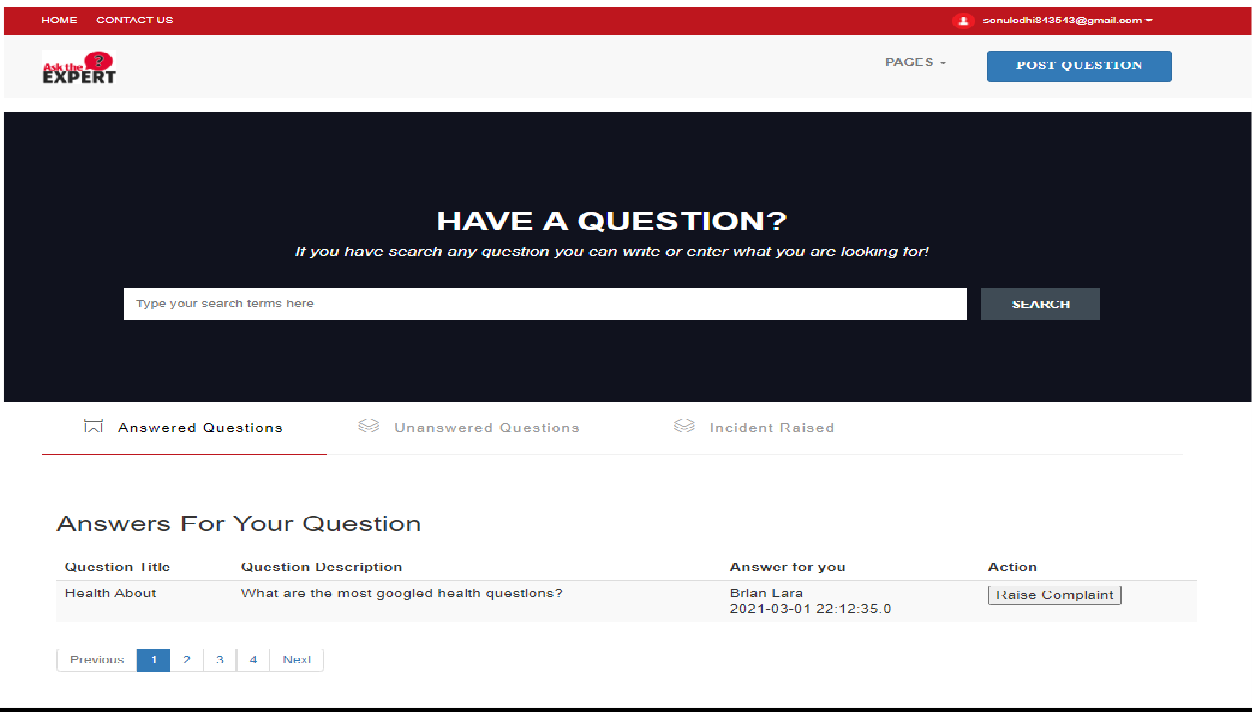 HOME CONTACT US sonulodhi843543@gmail.com
Ask the ?
EXPERT
PAGES POST QUESTION
HAVE A QUESTION?
If you have search any question you can write or enter what you are looking for!
Type your search terms here SEARCH
Answered Questions Unanswered Questions Incident Raised
Answers For Your Question
Question Title Question Description Answer for you Action
Health About What are the most googled health questions? Brian Lara Raise Complaint
2021-03-01 22:12:35.0
Previous 1 2 3 4 Next